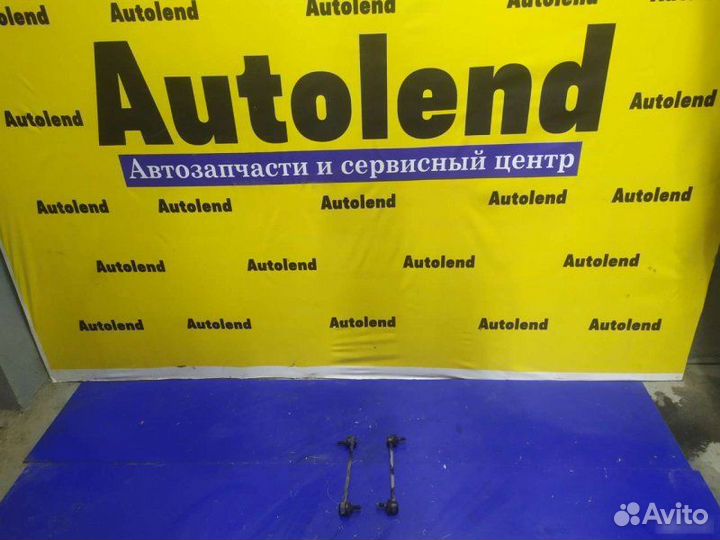 Autolend Autolend Autolend
Autolend
Autolend Autolend
Автозапчасти и сервисный центр
Autolend Autolend Autolend Autolend Autolend
Autolend Autolend Autolend Autolend
Autolend Autolend Autolend Autolend Autolend
Avito